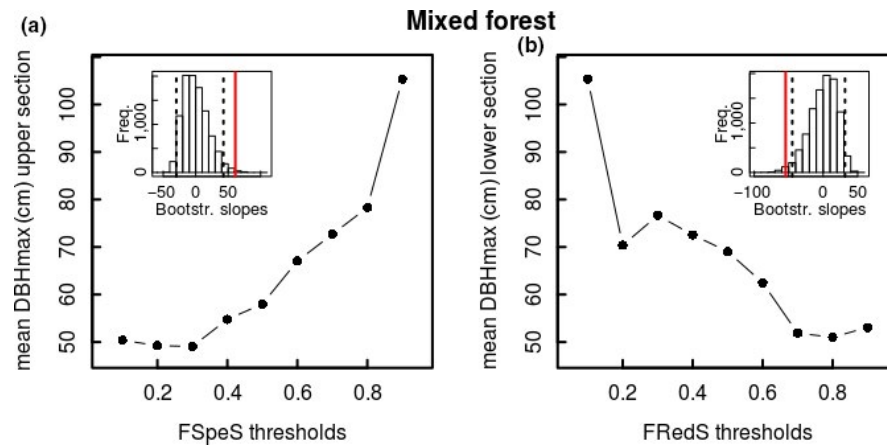 Mixed forest
(a)
mean DBHmax (cm) upper section
50 60 70 80 90 100
0.2 0.4 0.6 0.8
FSpeS thresholds
Freq.
0 1,000
−50 0 50
Bootstr. slopes
(b)
mean DBHmax (cm) lower section
50 60 70 80 90 100
0.2 0.4 0.6 0.8
FRedS thresholds
Freq.
0 1,000
−100 0 50
Bootstr. slopes